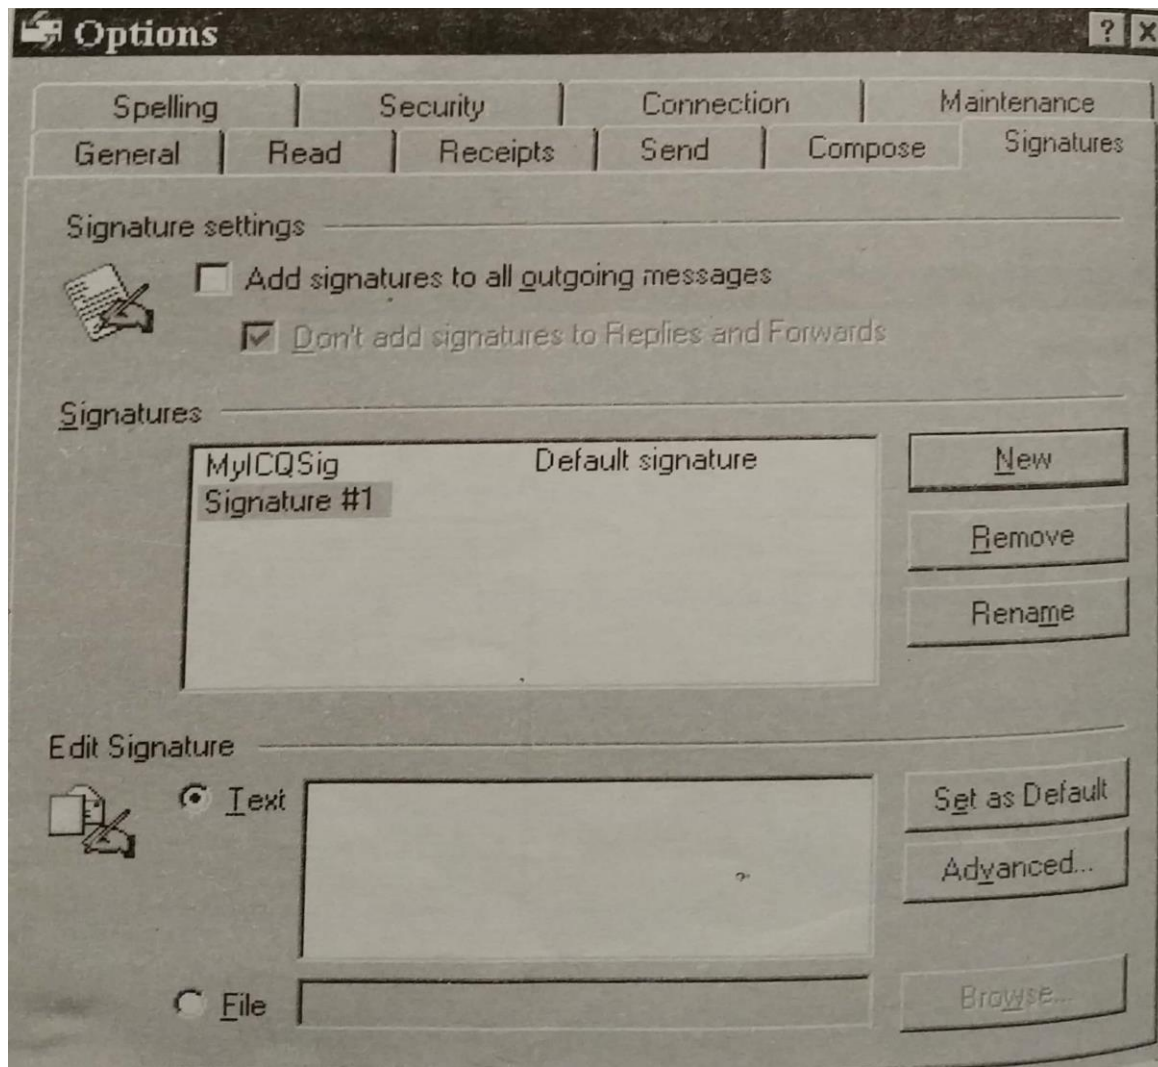 Options
Spelling Security Connection Maintenance
General Read Receipts Send Compose Signatures
Signature settings
Add signatures to all outgoing messages
Don't add signatures to Replies and Forwards
Signatures
MyICQSig Default signature New
Signature #1
Remove
Rename
Edit Signature
Text Set as Default
Advanced...
File Browse...